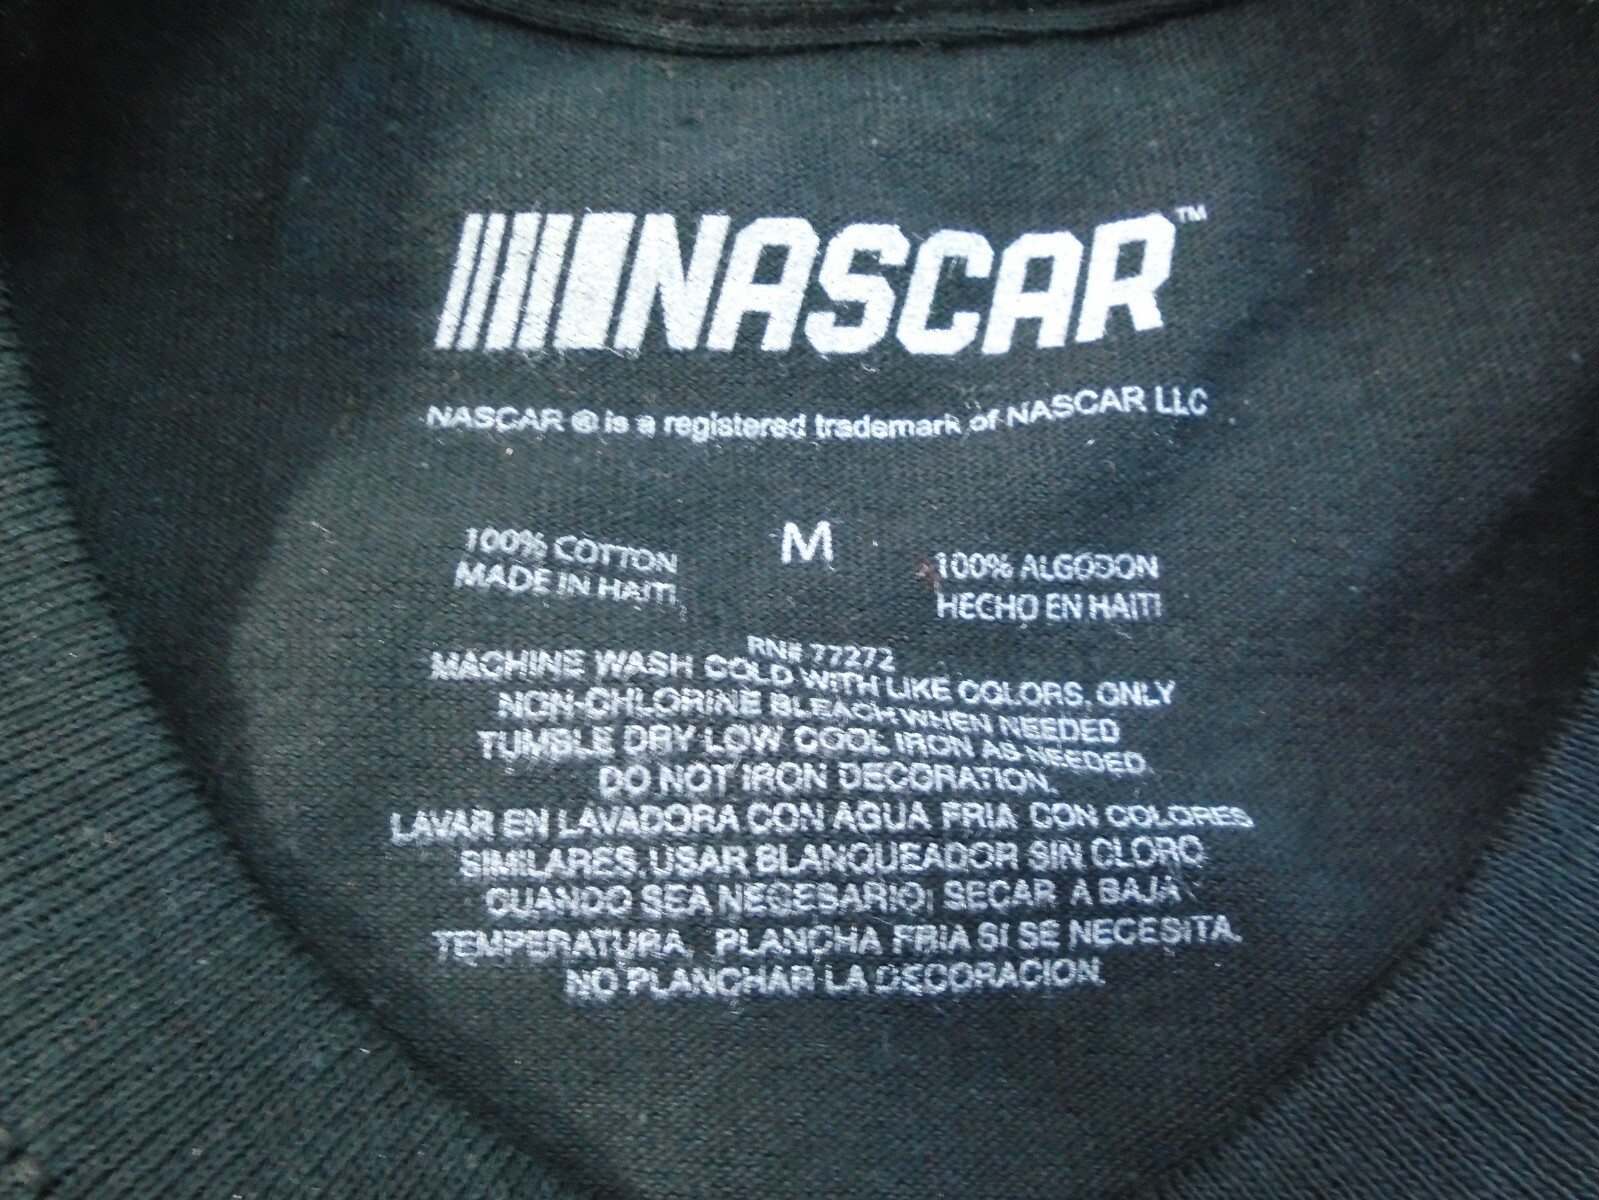 NASCAR™
NASCAR ® is a registered trademark of NASCAR LLC
M
100% COTTON
MADE IN HAITI
100% ALGODON
HECHO EN HAITI
RN# 77272
MACHINE WASH COLD WITH LIKE COLORS, ONLY
NON-CHLORINE BLEACH WHEN NEEDED
TUMBLE DRY LOW COOL IRON AS NEEDED.
DO NOT IRON DECORATION.
LAVAR EN LAVADORA CON AGUA FRIA CON COLORES
SIMILARES. USAR BLANQUEADOR SIN CLORO
CUANDO SEA NECESARIO, SECAR A BAJA
TEMPERATURA, PLANCHA FRIA SI SE NECESITA.
NO PLANCHAR LA DECORACION.